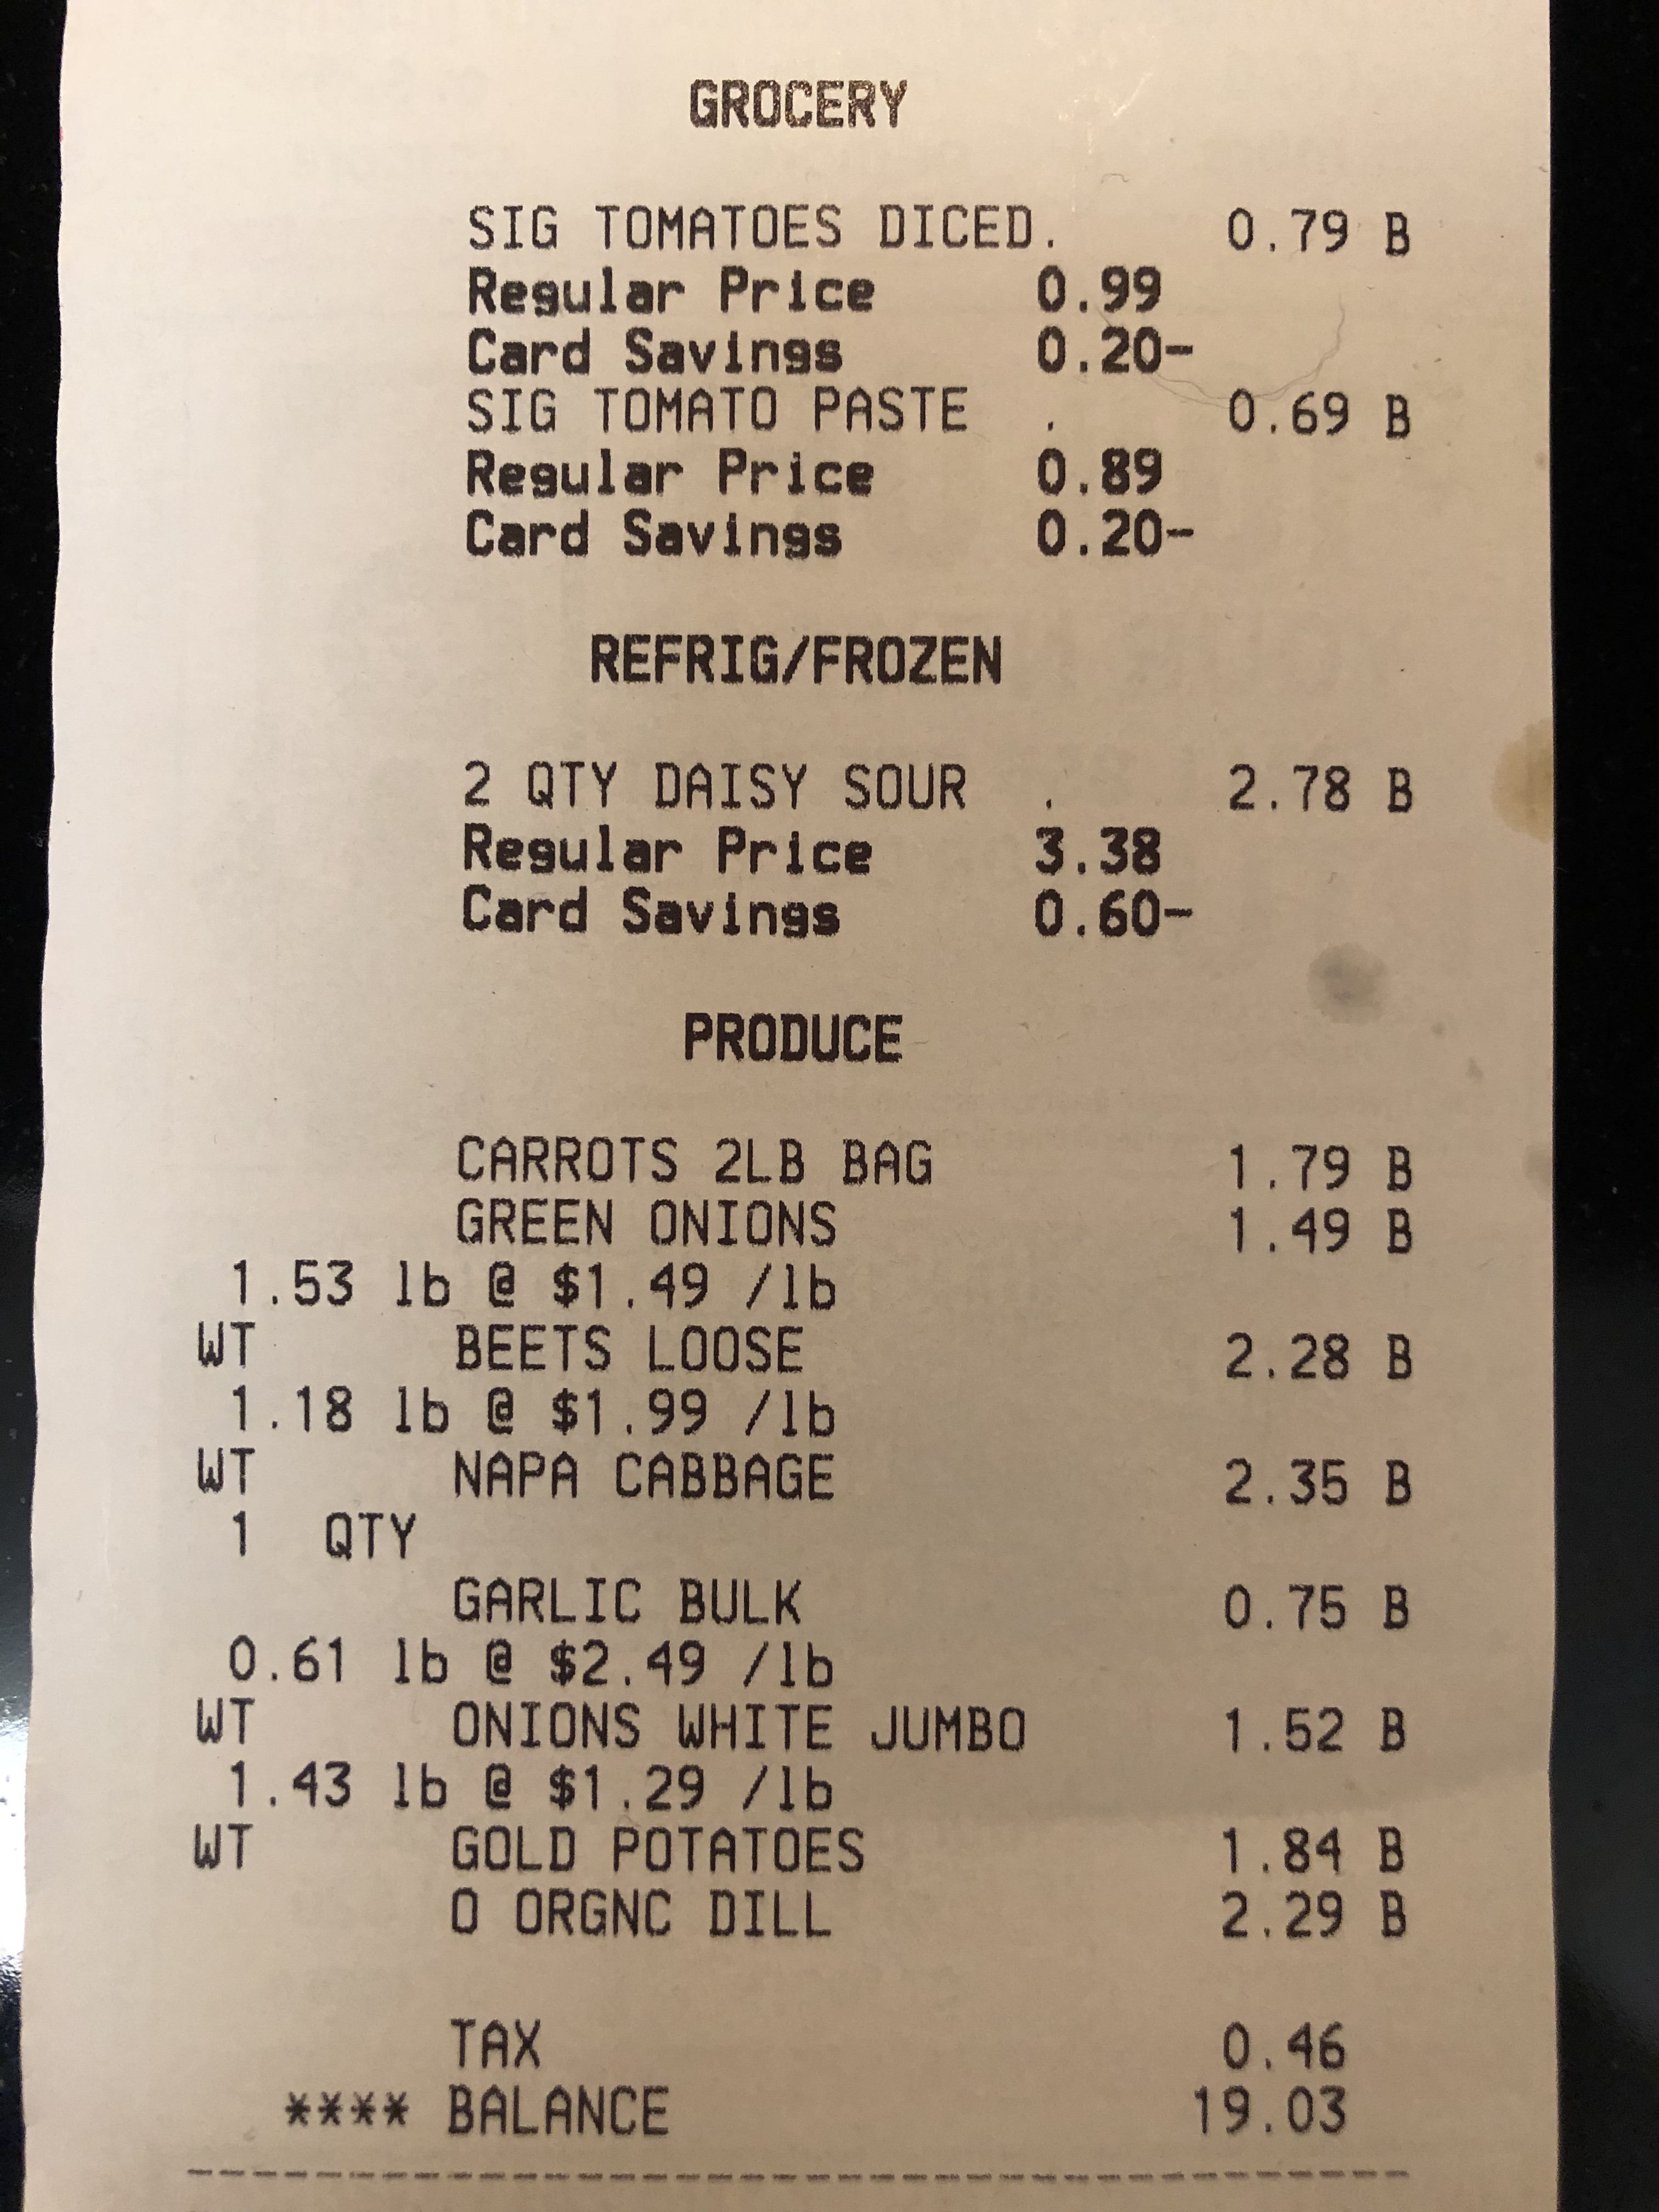 GROCERY
SIG TOMATOES DICED. 0.79 B
Regular Price 0.99
Card Savings 0.20-
SIG TOMATO PASTE . 0.69 B
Regular Price 0.89
Card Savings 0.20-
REFRIG/FROZEN
2 QTY DAISY SOUR . 2.78 B
Regular Price 3.38
Card Savings 0.60-
PRODUCE
CARROTS 2LB BAG 1.79 B
GREEN ONIONS 1.49 B
1.53 lb @ $1.49 /lb
WT BEETS LOOSE 2.28 B
1.18 lb @ $1.99 /lb
WT NAPA CABBAGE 2.35 B
1 QTY
GARLIC BULK 0.75 B
0.61 lb @ $2.49 /lb
WT ONIONS WHITE JUMBO 1.52 B
1.43 lb @ $1.29 /lb
WT GOLD POTATOES 1.84 B
O ORGNC DILL 2.29 B
TAX 0.46
**** BALANCE 19.03